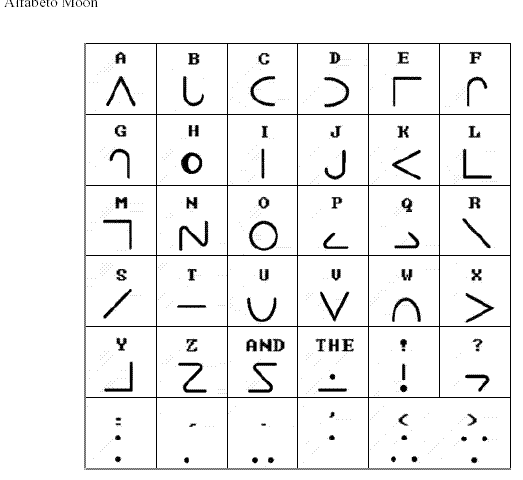 Alfabeto Moon
A B C D E F
G H I J K L
M N O P Q R
S T U V W X
Y Z AND THE ! ?